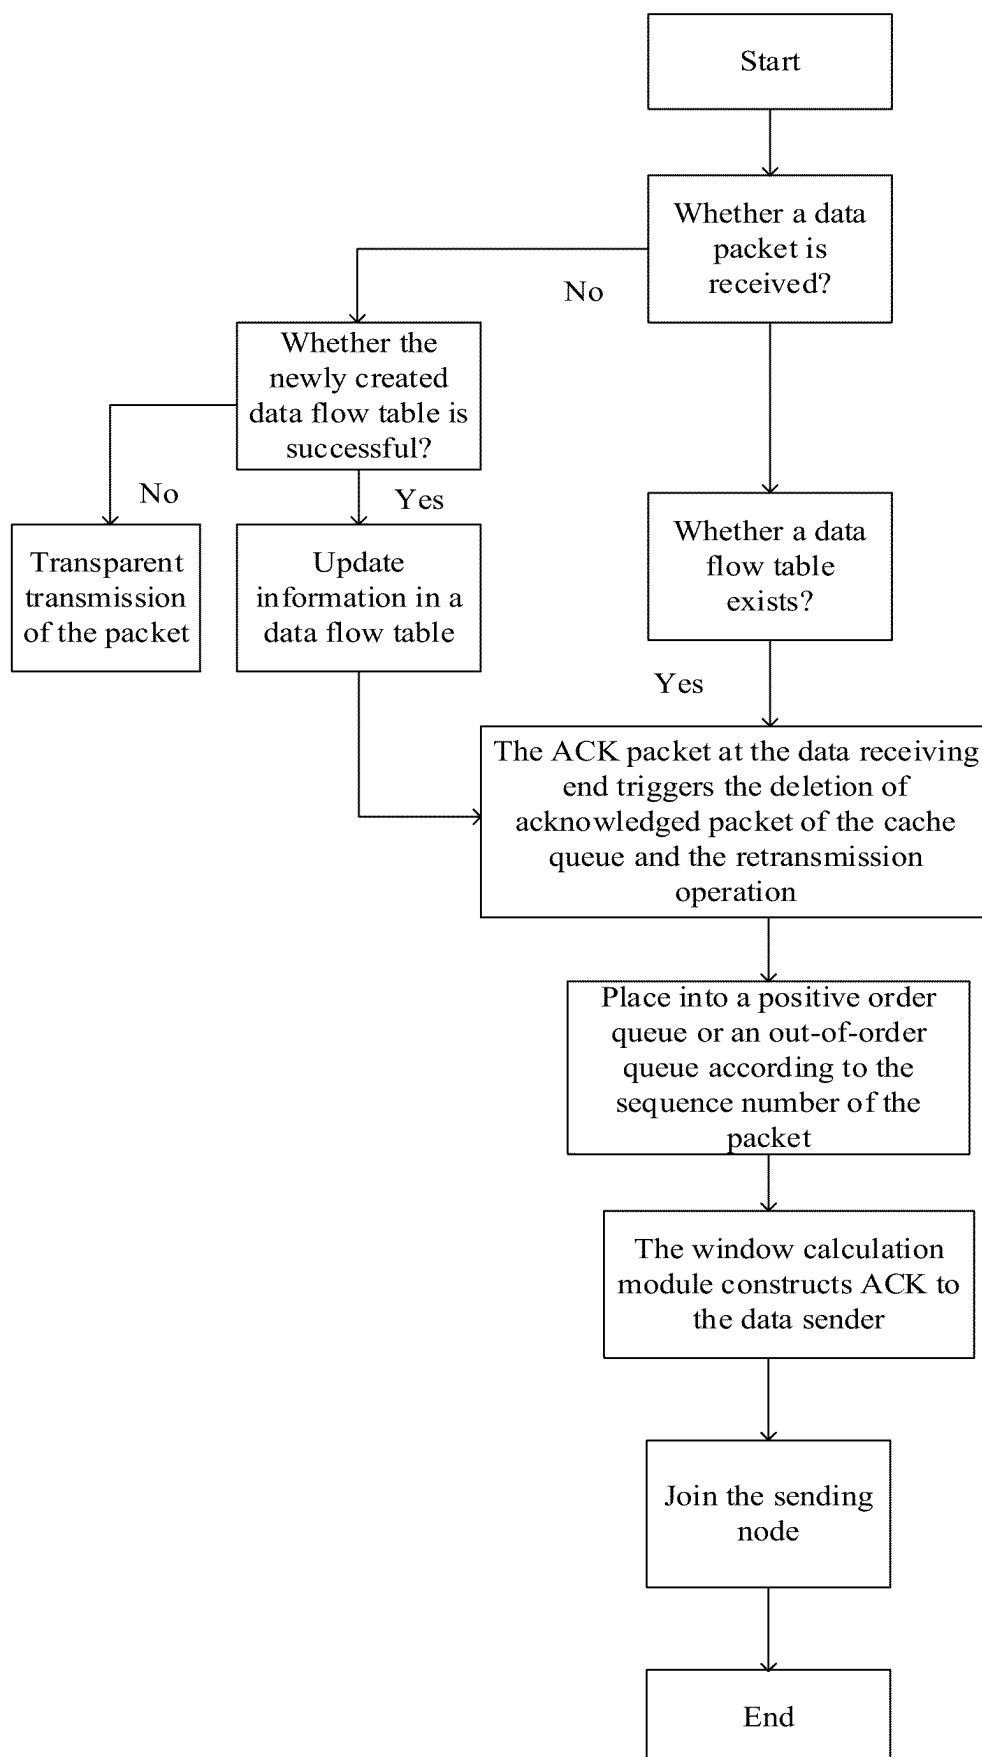 Start
Whether a data
packet is
received?
No
Whether the
newly created
data flow table is
successful?
No
Yes
Transparent
transmission
of the packet
Update
information in a
data flow table
Whether a data
flow table
exists?
Yes
The ACK packet at the data receiving
end triggers the deletion of
acknowledged packet of the cache
queue and the retransmission
operation
Place into a positive order
queue or an out-of-order
queue according to the
sequence number of the
packet
The window calculation
module constructs ACK to
the data sender
Join the sending
node
End